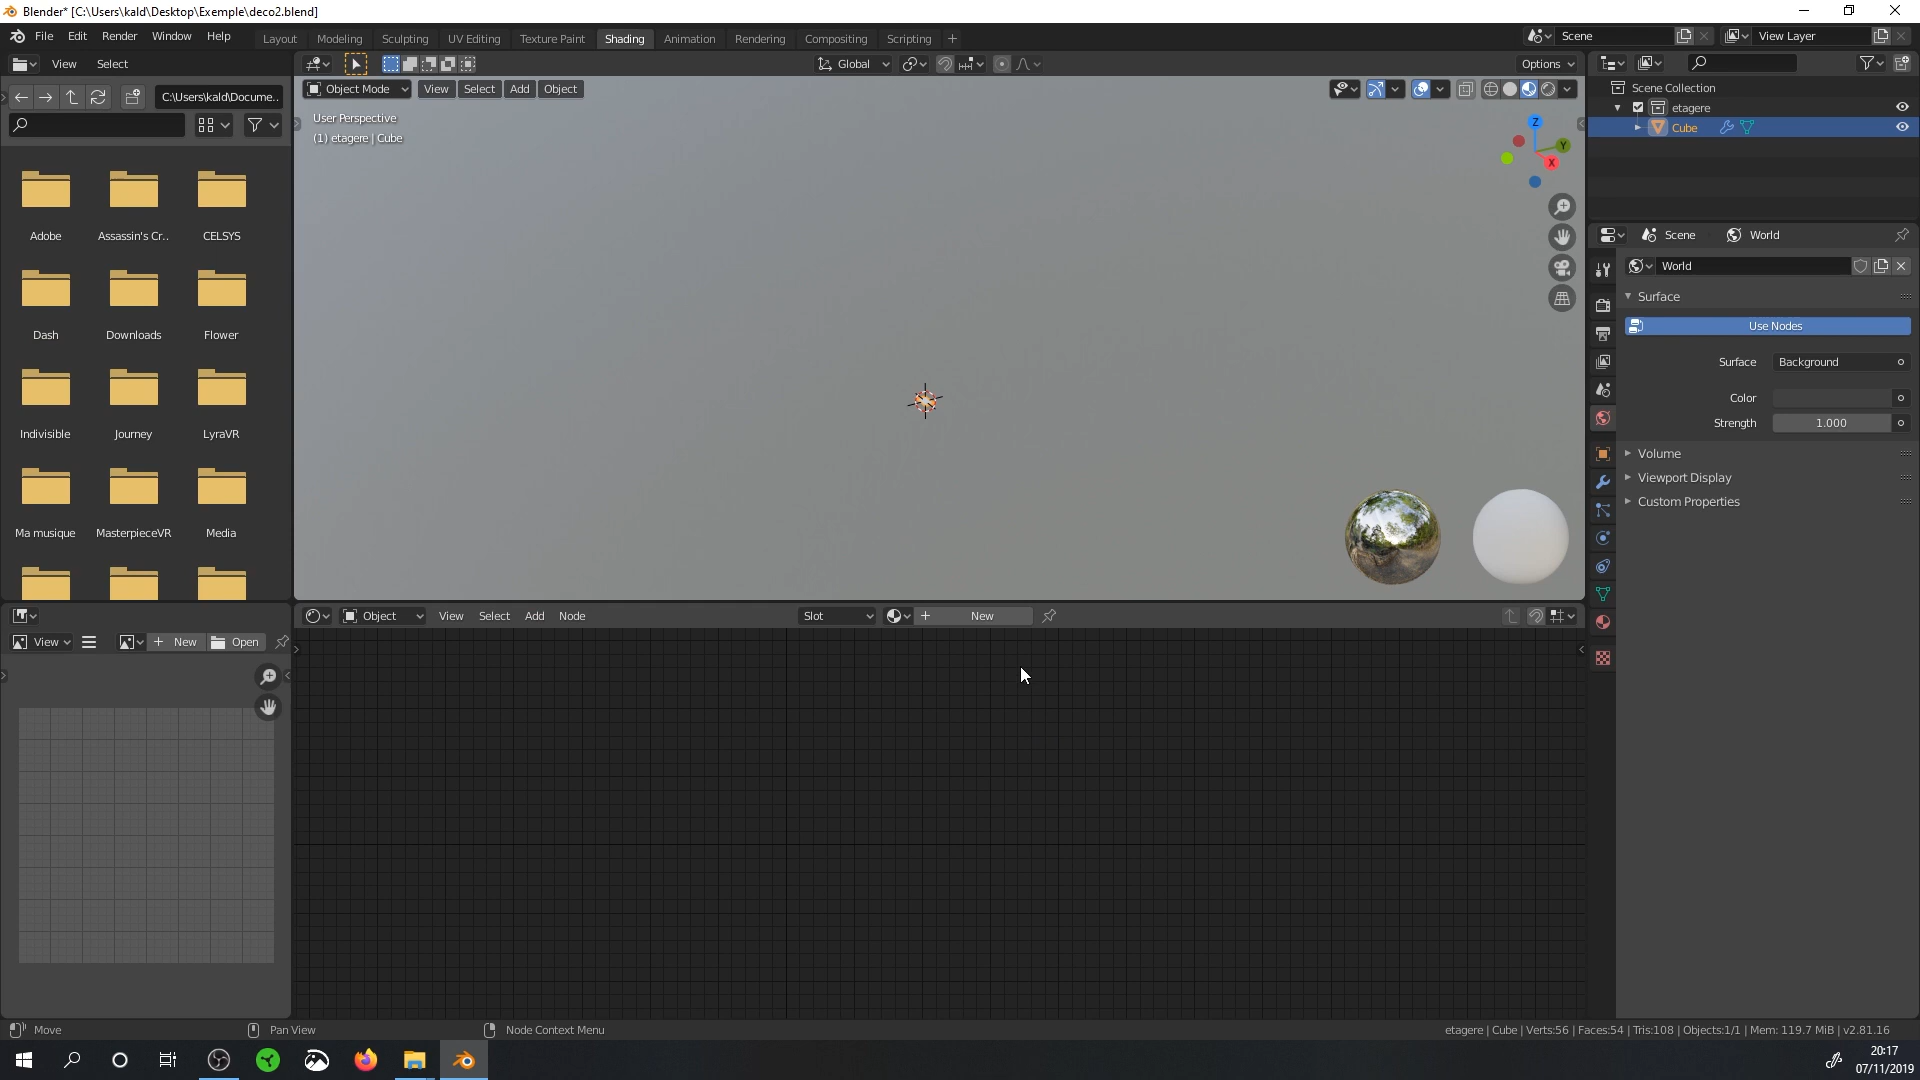 Blender* [C:\Users\kald\Desktop\Exemple\deco2.blend]
File Edit Render Window Help
Layout Modeling Sculpting UV Editing Texture Paint Shading Animation Rendering Compositing Scripting
Scene
View Layer
View Select
Global
Options
C:\Users\kald\Docume..
Object Mode View Select Add Object
User Perspective
(1) etagere | Cube
Z
Y
X
Scene Collection
etagere
Cube
Adobe Assassin's Cr.. CELSYS
Dash Downloads Flower
Indivisible Journey LyraVR
Ma musique MasterpieceVR Media
Scene World
World
Surface
Use Nodes
Surface Background
Color
Strength 1.000
Volume
Viewport Display
Custom Properties
Object View Select Add Node
Slot
New
View
New
Open
Move
Pan View
Node Context Menu
etagere | Cube | Verts:56 | Faces:54 | Tris:108 | Objects:1/1 | Mem: 119.7 MiB | v2.81.16
20:17
07/11/2019